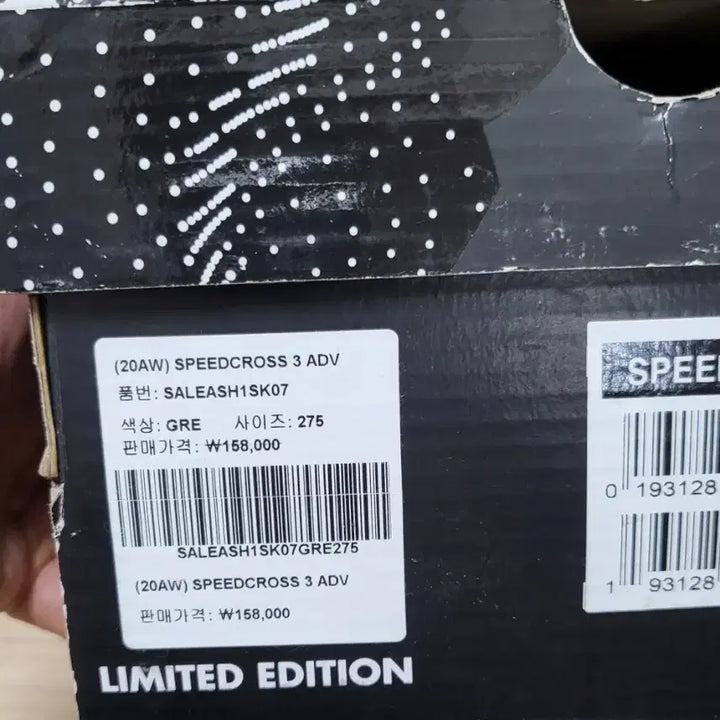 (20AW) SPEEDCROSS 3 ADV
품번: SALEASH1SK07
색상: GRE 사이즈: 275
판매가격: ₩158,000
SALEASH1SK07GRE275
(20AW) SPEEDCROSS 3 ADV
판매가격: ₩158,000
LIMITED EDITION
SPEE
0 193128
1 93128